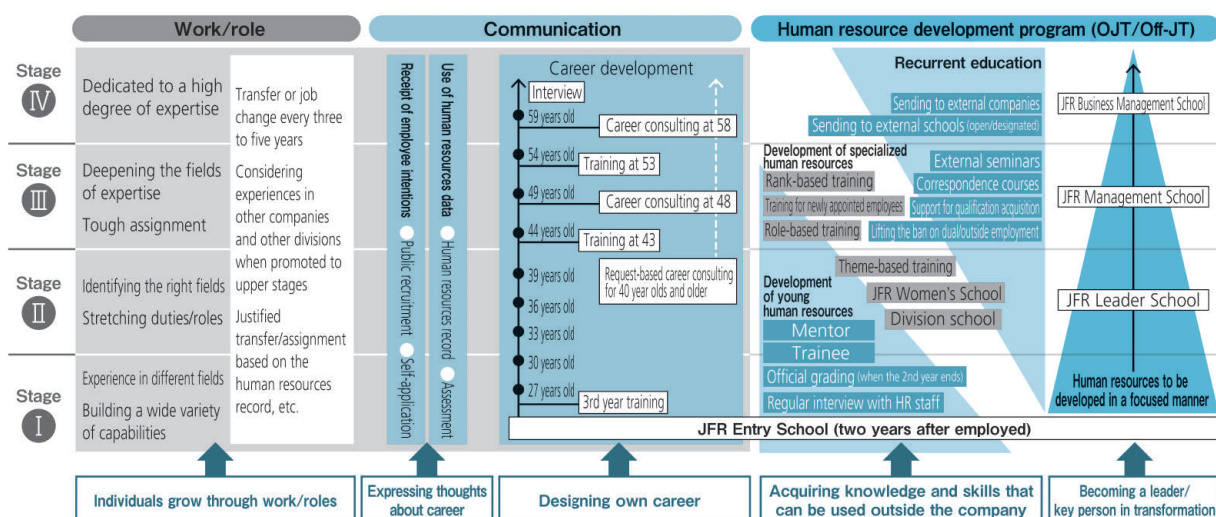 Work/role
Communication
Human resource development program (OJT/Off-JT)
Stage
IV
Dedicated to a high
degree of expertise
Stage
III
Deepening the fields
of expertise
Tough assignment
Stage
II
Identifying the right fields
Stretching duties/roles
Stage
I
Experience in different fields
Building a wide variety
of capabilities
Transfer or job
change every three
to five years
Considering
experiences in
other companies
and other divisions
when promoted to
upper stages
Justified
transfer/assignment
based on the
human resources
record, etc.
Receipt of employee intentions
Public recruitment
Self-application
Use of human resources data
Human resources record
Assessment
Career development
Interview
59 years old
Career consulting at 58
54 years old
Training at 53
49 years old
Career consulting at 48
44 years old
Training at 43
39 years old
Request-based career consulting
for 40 year olds and older
36 years old
33 years old
30 years old
27 years old
3rd year training
Recurrent education
Sending to external companies
Sending to external schools (open/designated)
Development of specialized
human resources
External seminars
Rank-based training
Correspondence courses
Training for newly appointed employees
Support for qualification acquisition
Role-based training
Lifting the ban on dual/outside employment
Theme-based training
Development
of young
human resources
JFR Women's School
Division school
Mentor
Trainee
Official grading (when the 2nd year ends)
Regular interview with HR staff
JFR Business Management School
JFR Management School
JFR Leader School
Human resources to be
developed in a focused manner
JFR Entry School (two years after employed)
Individuals grow through work/roles
Expressing thoughts
about career
Designing own career
Acquiring knowledge and skills that
can be used outside the company
Becoming a leader/
key person in transformation